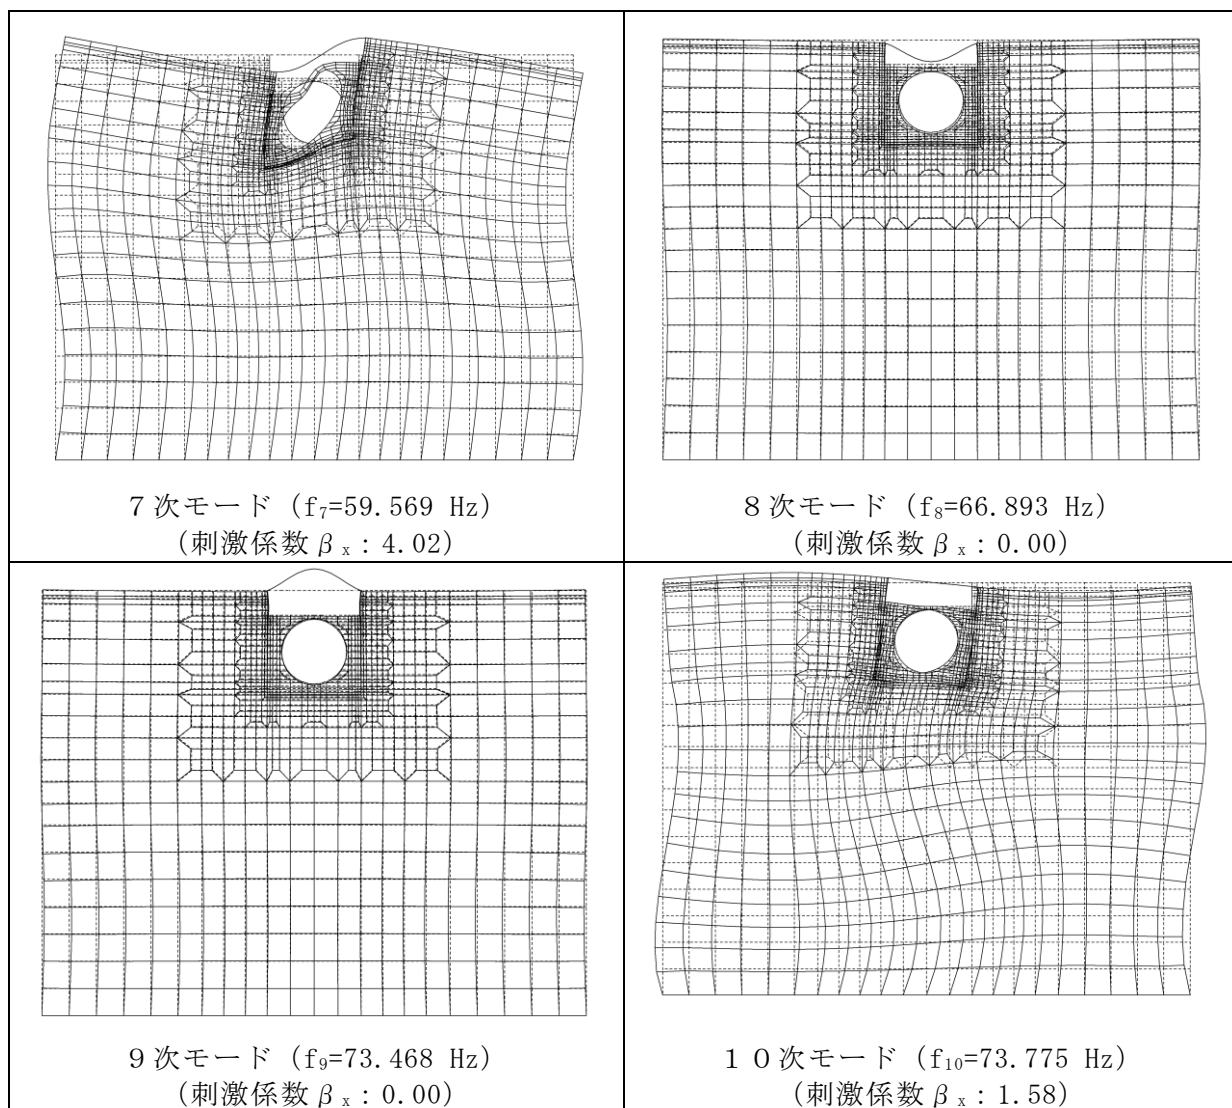 7次モード (f₇=59.569 Hz)
(刺激係数βₓ:4.02)
8次モード (f₈=66.893 Hz)
(刺激係数βₓ:0.00)
9次モード (f₉=73.468 Hz)
(刺激係数βₓ:0.00)
10次モード (f₁₀=73.775 Hz)
(刺激係数βₓ:1.58)